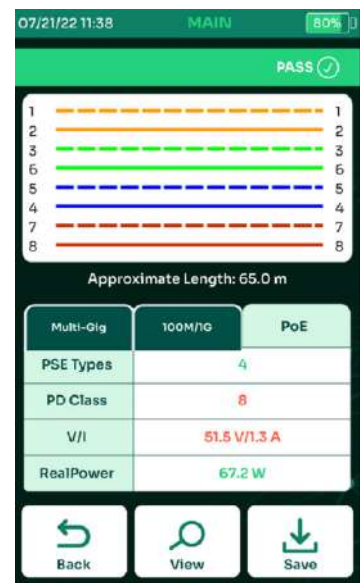 07/21/22 11:38 MAIN 80%
PASS
1 1
2 2
3 3
6 6
5 5
4 4
7 7
8 8
Approximate Length: 65.0 m
Multi-Gig 100M/1G PoE
PSE Types 4
PD Class 8
V/I 51.5 V/1.3 A
RealPower 67.2 W
Back View Save